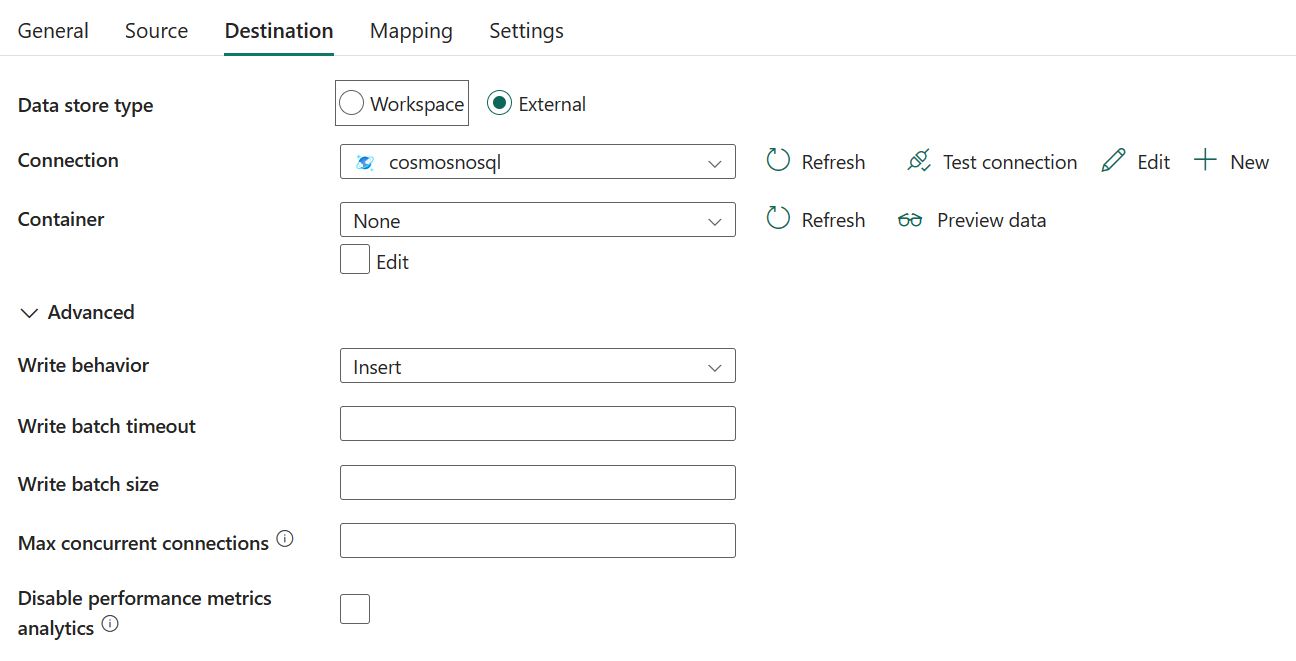 General Source Destination Mapping Settings
Data store type Workspace External
Connection cosmosnosql Refresh Test connection Edit New
Container None Refresh Preview data
Edit
Advanced
Write behavior Insert
Write batch timeout
Write batch size
Max concurrent connections
Disable performance metrics
analytics